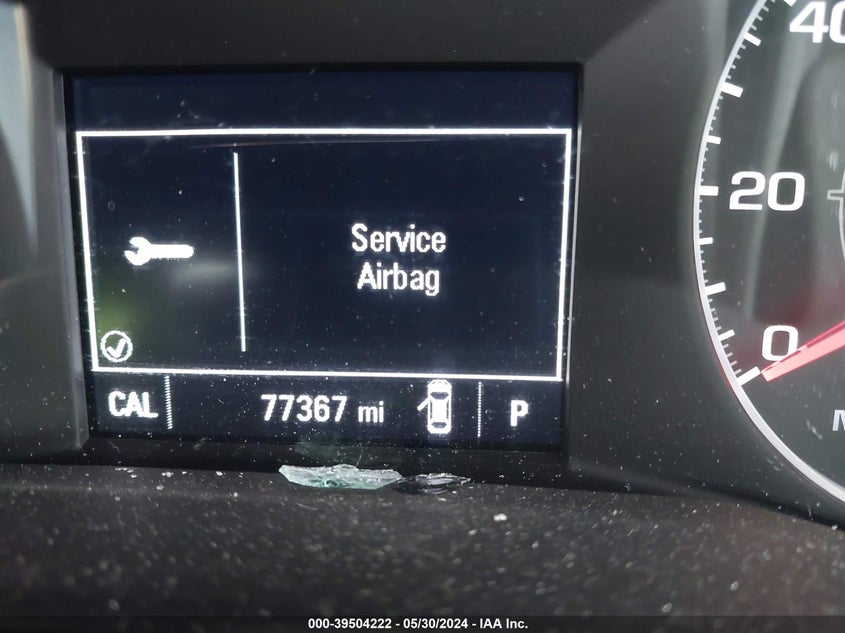 40
20
0
Service
Airbag
CAL 77367 mi P
000-39504222 - 05/30/2024 - IAA Inc.